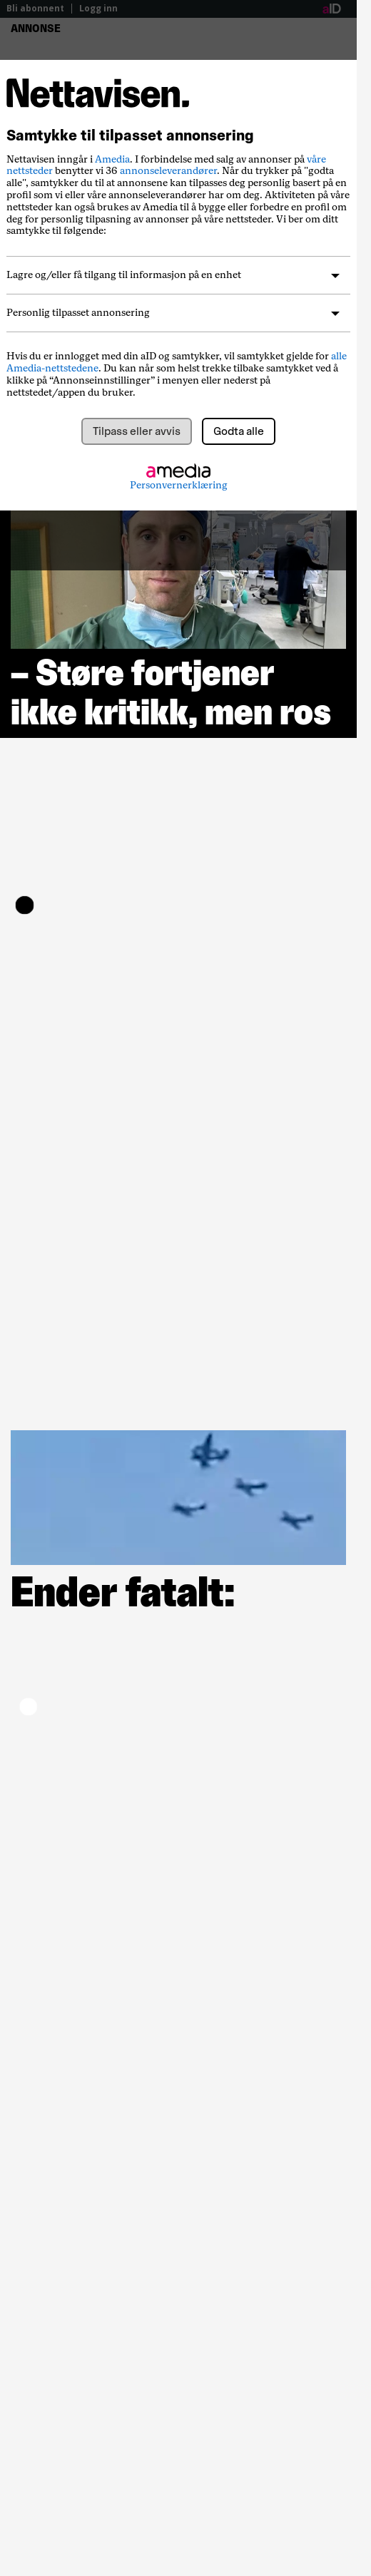 Bli abonnent | Logg inn
aID
ANNONSE
Nettavisen.
Samtykke til tilpasset annonsering
Nettavisen inngår i Amedia. I forbindelse med salg av annonser på våre
nettsteder benytter vi 36 annonseleverandører. Når du trykker på "godta
alle", samtykker du til at annonsene kan tilpasses deg personlig basert på en
profil som vi eller våre annonseleverandører har om deg. Aktiviteten på våre
nettsteder kan også brukes av Amedia til å bygge eller forbedre en profil om
deg for personlig tilpasning av annonser på våre nettsteder. Vi ber om ditt
samtykke til følgende:
Lagre og/eller få tilgang til informasjon på en enhet
Personlig tilpasset annonsering
Hvis du er innlogget med din aID og samtykker, vil samtykket gjelde for alle
Amedia-nettstedene. Du kan når som helst trekke tilbake samtykket ved å
klikke på “Annonseinnstillinger” i menyen eller nederst på
nettstedet/appen du bruker.
Tilpass eller avvis Godta alle
amedia
Personvernerklæring
– Støre fortjener
ikke kritikk, men ros
Ender fatalt: